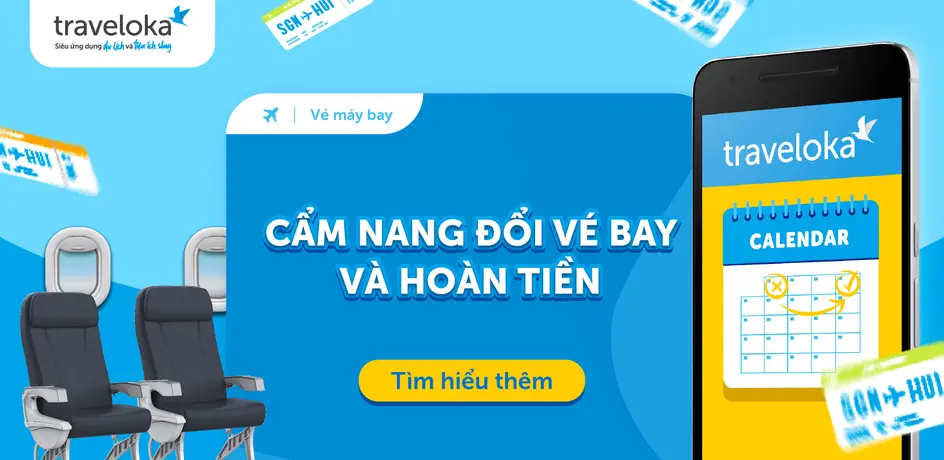 traveloka
Siêu ứng dụng du lịch và tiện ích sống
SGN HUI
Vé máy bay
HUI
traveloka
CẨM NANG ĐỔI VÉ BAY
VÀ HOÀN TIỀN
CALENDAR
Tìm hiểu thêm
SGN HUI